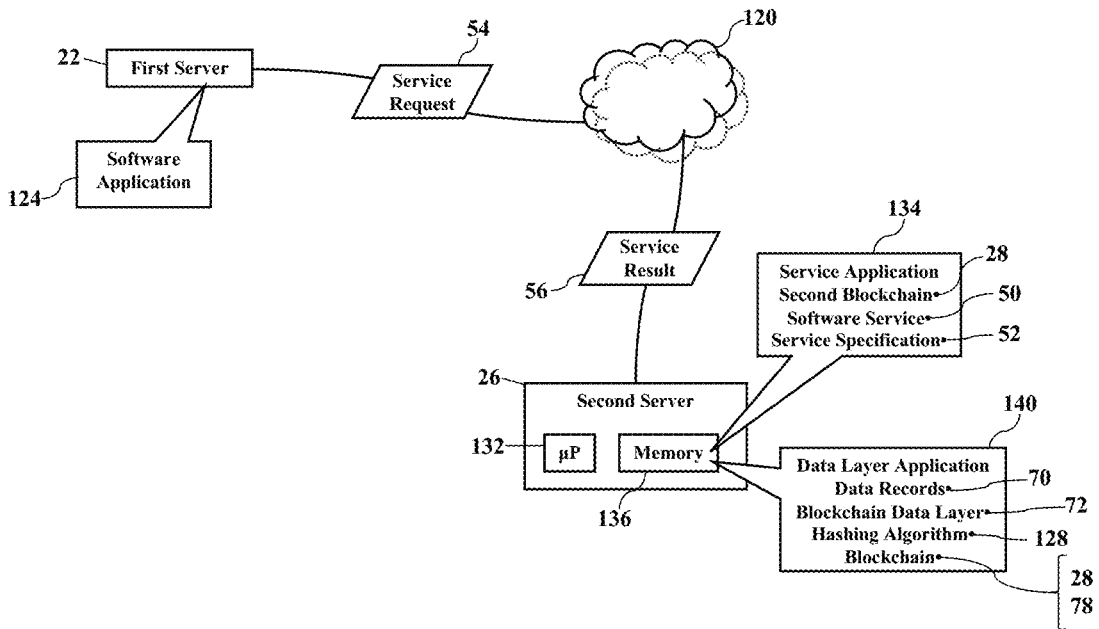 120
54
22
First Server
Service
Request
Software
Application
124
134
Service
Result
56
Service Application
Second Blockchain
28
Software Service
50
Service Specification
52
26
Second Server
140
132
µP
Memory
136
Data Layer Application
Data Records
70
Blockchain Data Layer
72
Hashing Algorithm
128
Blockchain
28
78